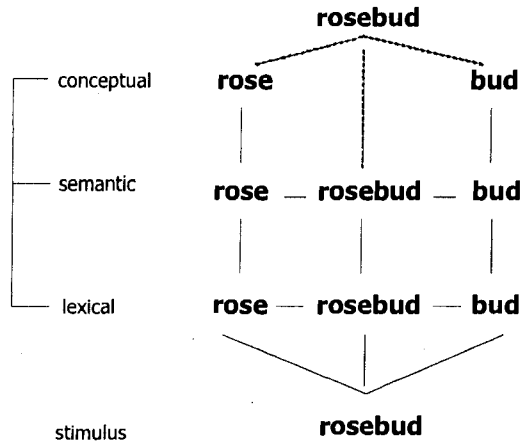 rosebud
conceptual rose bud
semantic rose rosebud bud
lexical rose rosebud bud
stimulus rosebud